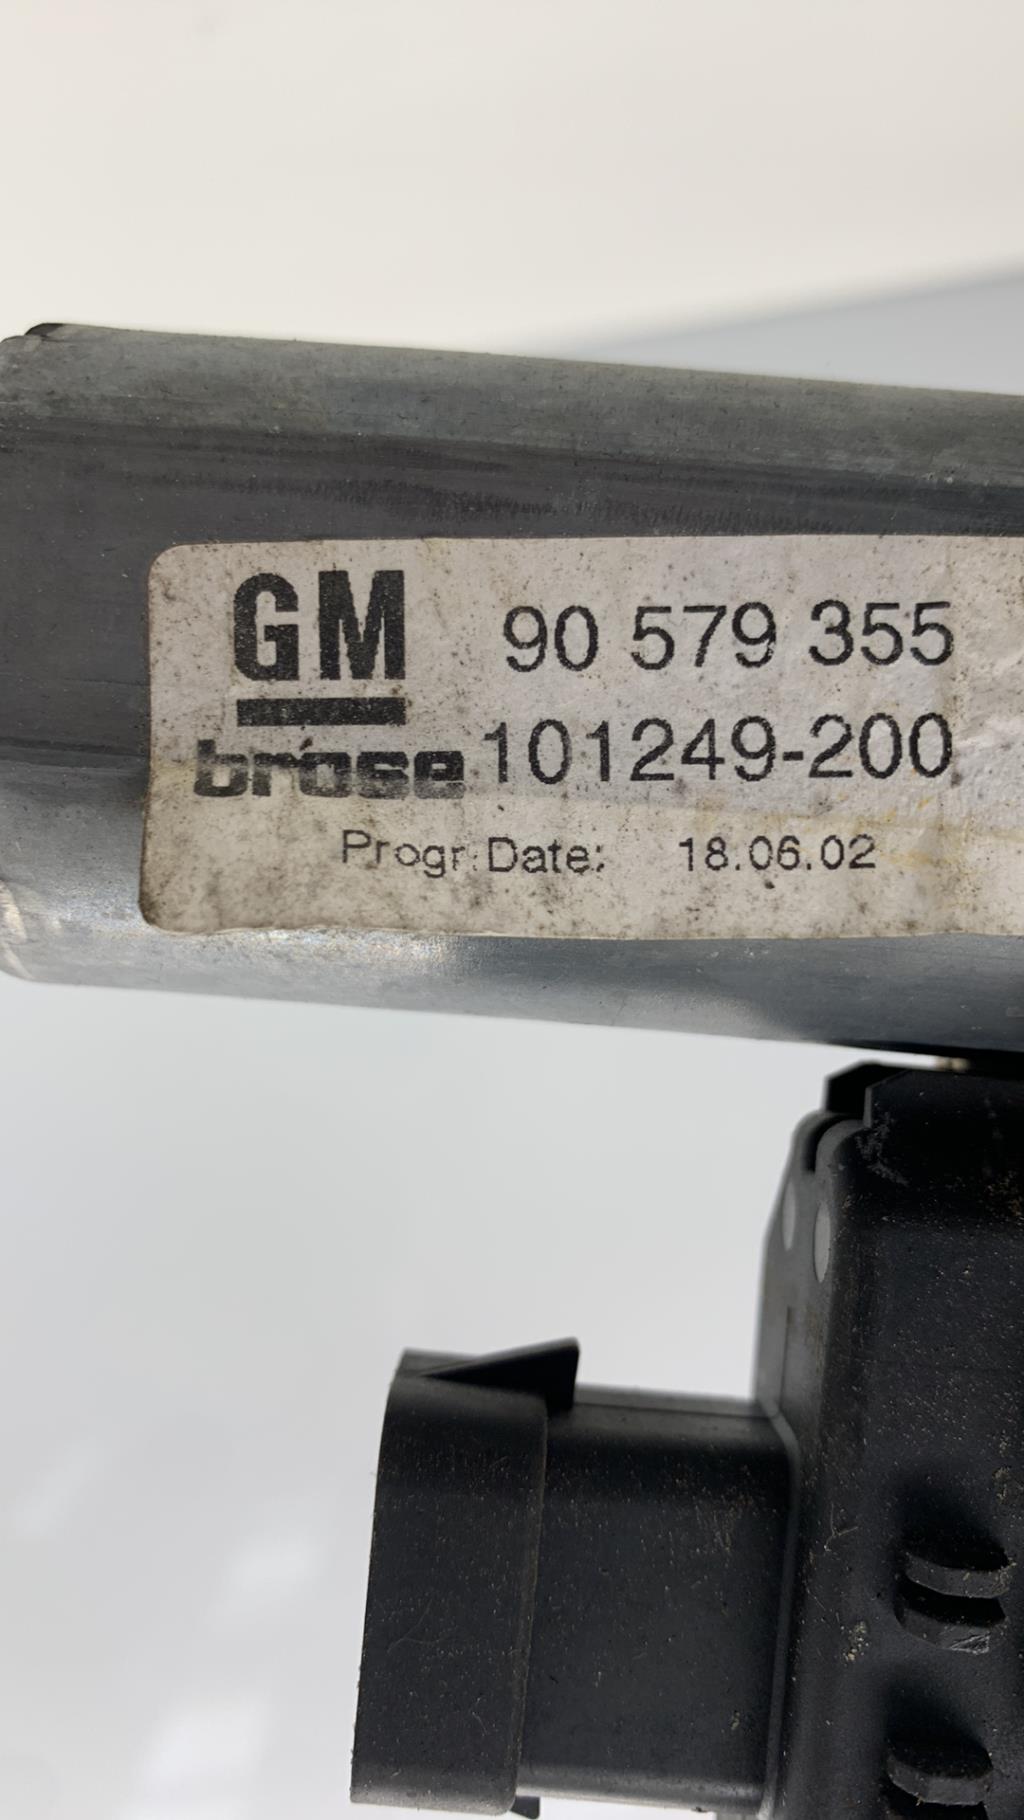 GM 90 579 355
brose 101249-200
Progr. Date: 18.06.02